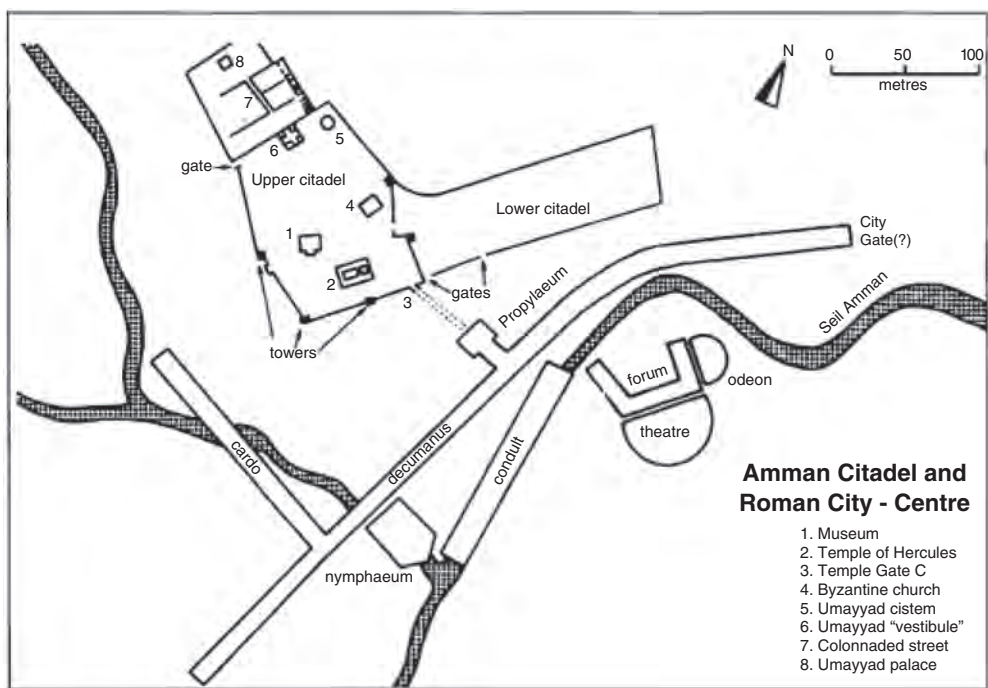 N
0 50 100
metres
8
7
5
6
gate
Upper citadel
4
Lower citadel
1
City
Gate(?)
2
3
gates
Propylaeum
Seil Amman
towers
forum
odeon
theatre
cardo
decumanus
condult
nymphaeum
Amman Citadel and
Roman City - Centre
1. Museum
2. Temple of Hercules
3. Temple Gate C
4. Byzantine church
5. Umayyad cistem
6. Umayyad “vestibule”
7. Colonnaded street
8. Umayyad palace